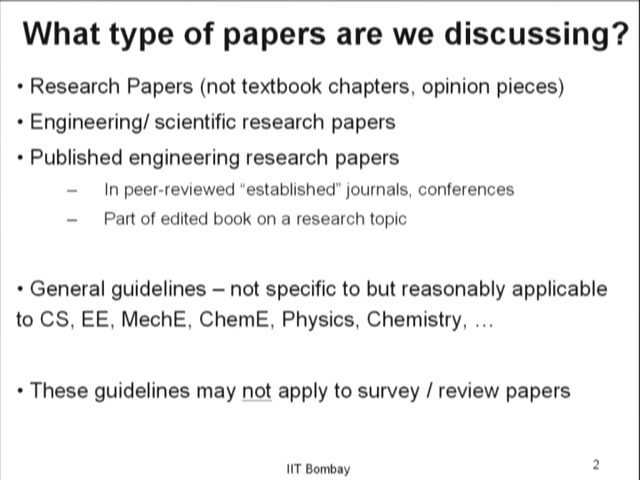 What type of papers are we discussing?
• Research Papers (not textbook chapters, opinion pieces)
• Engineering/ scientific research papers
• Published engineering research papers
– In peer-reviewed “established” journals, conferences
– Part of edited book on a research topic
• General guidelines – not specific to but reasonably applicable
to CS, EE, MechE, ChemE, Physics, Chemistry, …
• These guidelines may not apply to survey / review papers
IIT Bombay
2